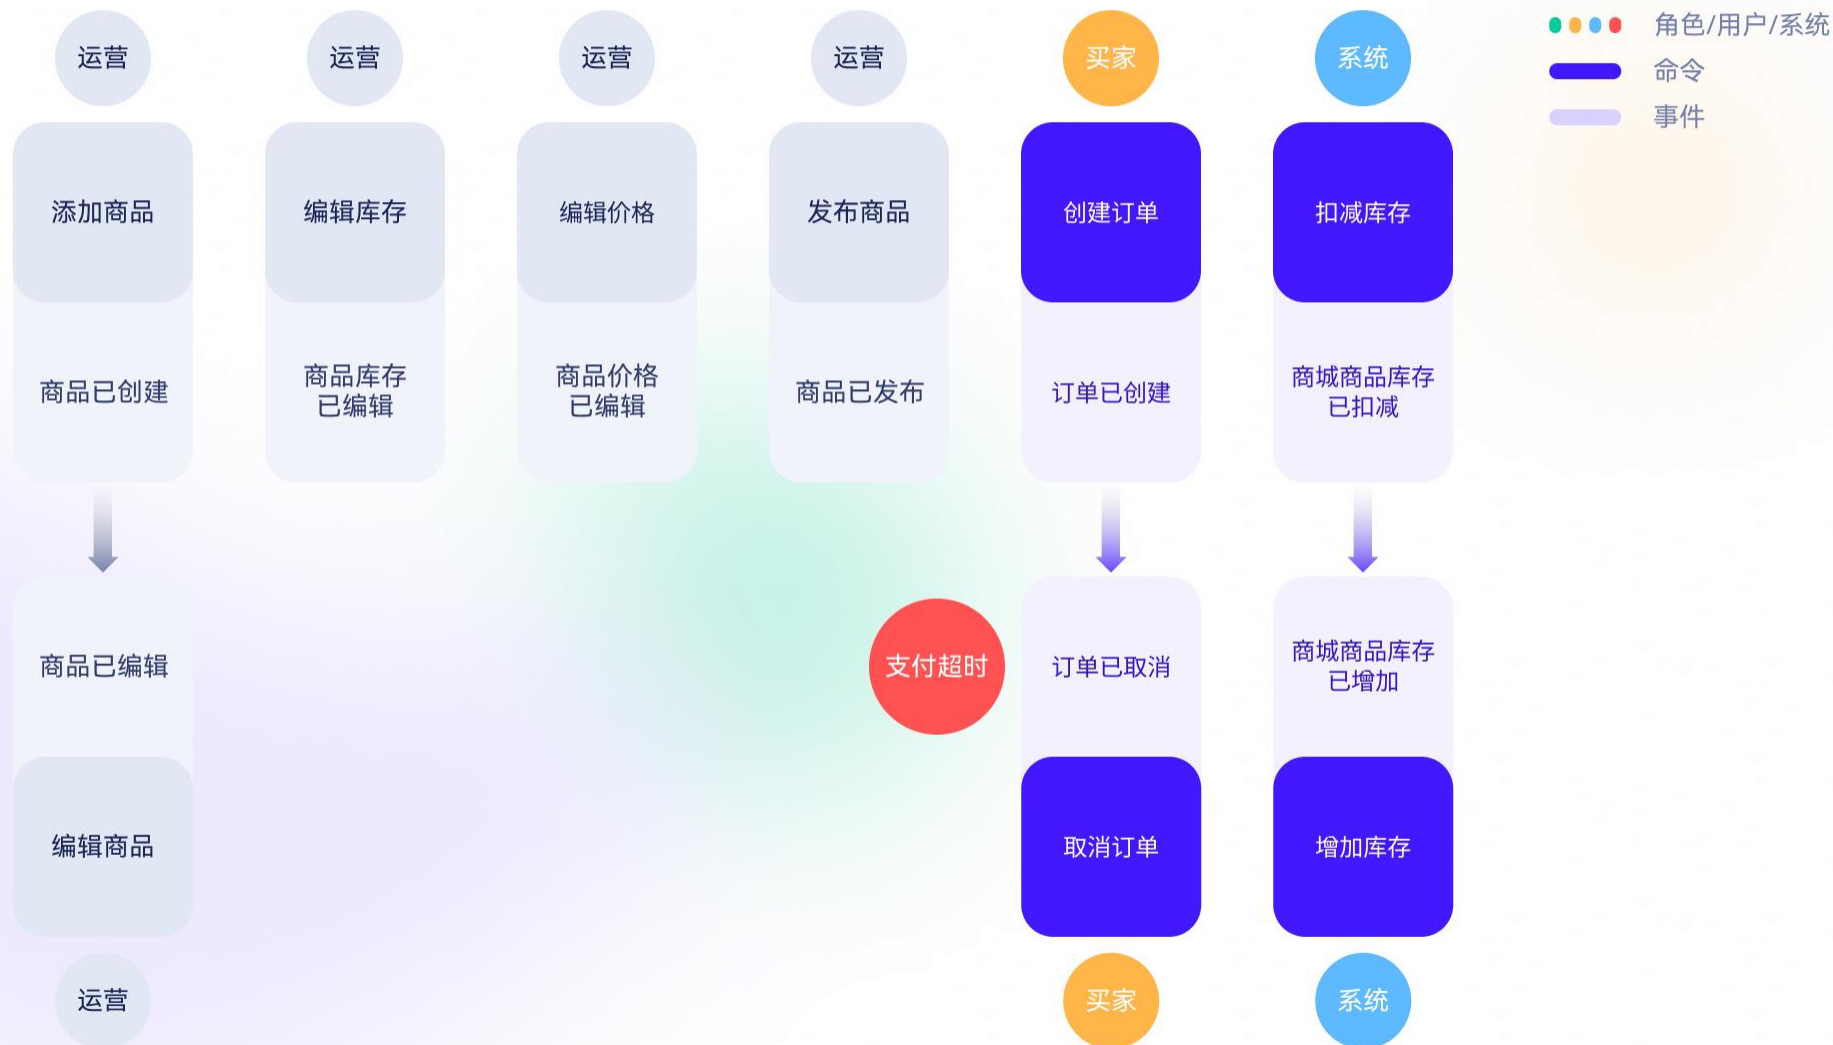 运营
运营
运营
运营
买家
系统
角色/用户/系统
命令
事件
添加商品
编辑库存
编辑价格
发布商品
创建订单
扣减库存
商品已创建
商品库存
已编辑
商品价格
已编辑
商品已发布
订单已创建
商城商品库存
已扣减
商品已编辑
支付超时
订单已取消
商城商品库存
已增加
编辑商品
取消订单
增加库存
运营
买家
系统